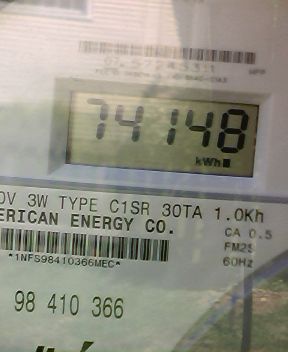 74148
kWh
0V 3W TYPE C1SR 30TA 1.0Kh
ERICAN ENERGY CO.
CA 0.5
FM2S
*1NFS98410366MEC*
60Hz
98 410 366